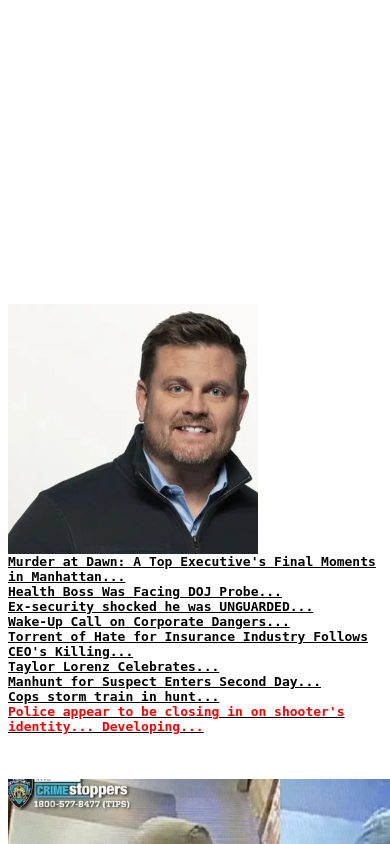 Murder at Dawn: A Top Executive's Final Moments
in Manhattan...
Health Boss Was Facing DOJ Probe...
Ex-security shocked he was UNGUARDED...
Wake-Up Call on Corporate Dangers...
Torrent of Hate for Insurance Industry Follows
CEO's Killing...
Taylor Lorenz Celebrates...
Manhunt for Suspect Enters Second Day...
Cops storm train in hunt...
Police appear to be closing in on shooter's
identity... Developing...
CRIMEstoppers
1-800-577-8477 (TIPS)